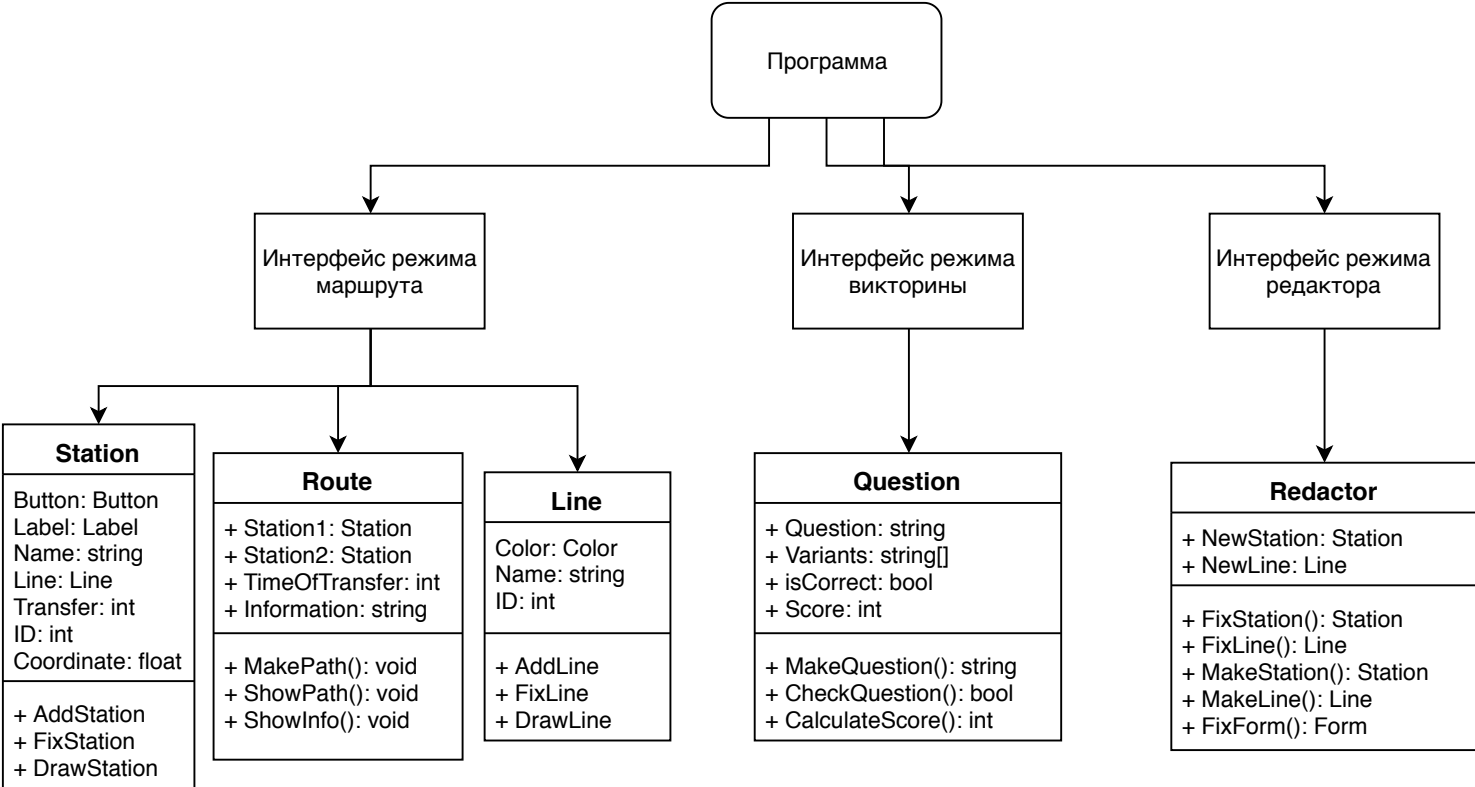 Программа
Интерфейс режима
маршрута
Интерфейс режима
викторины
Интерфейс режима
редактора
Station
Button: Button
Label: Label
Name: string
Line: Line
Transfer: int
ID: int
Coordinate: float
+ AddStation
+ FixStation
+ DrawStation
Route
+ Station1: Station
+ Station2: Station
+ TimeOfTransfer: int
+ Information: string
+ MakePath(): void
+ ShowPath(): void
+ ShowInfo(): void
Line
Color: Color
Name: string
ID: int
+ AddLine
+ FixLine
+ DrawLine
Question
+ Question: string
+ Variants: string[]
+ isCorrect: bool
+ Score: int
+ MakeQuestion(): string
+ CheckQuestion(): bool
+ CalculateScore(): int
Redactor
+ NewStation: Station
+ NewLine: Line
+ FixStation(): Station
+ FixLine(): Line
+ MakeStation(): Station
+ MakeLine(): Line
+ FixForm(): Form